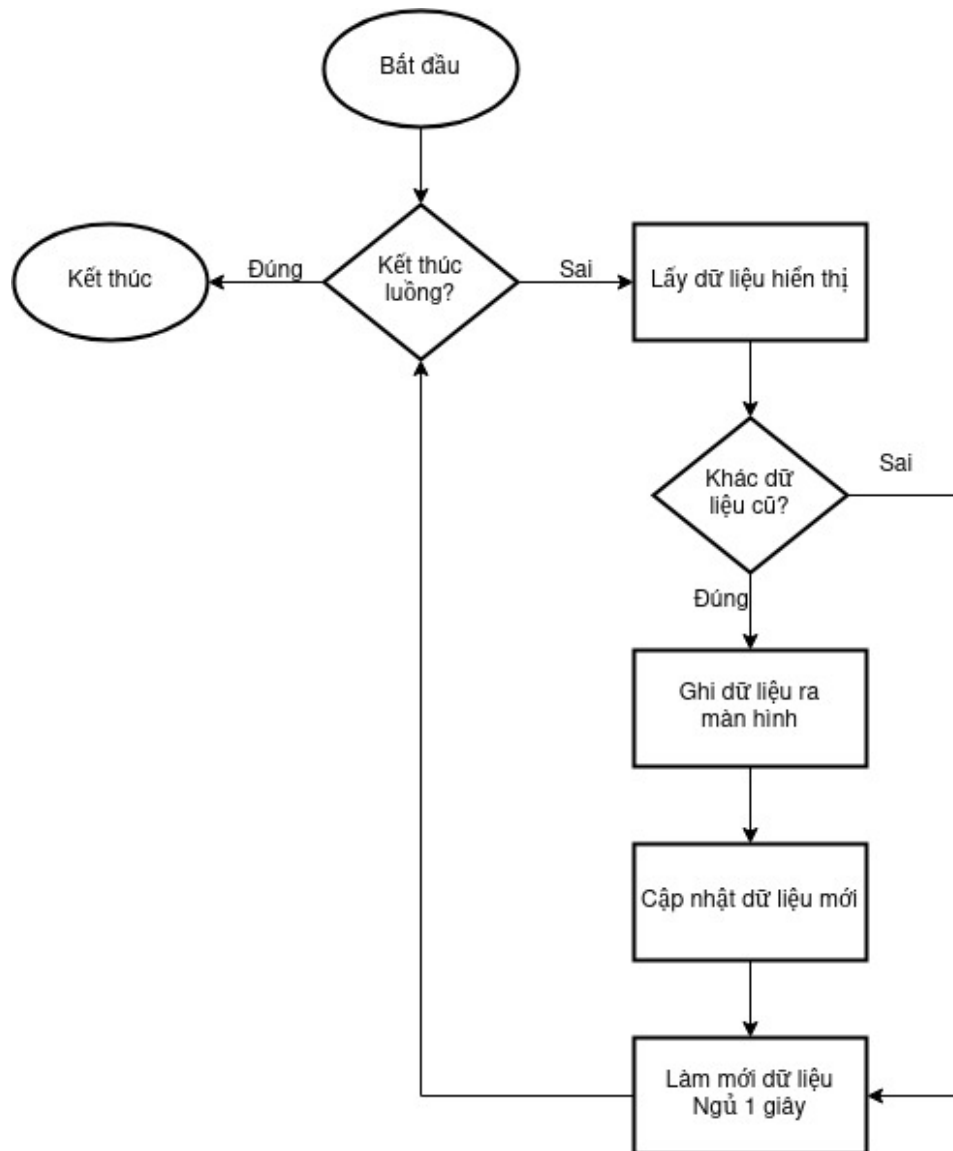 Bắt đầu
Kết thúc
Đúng
Kết thúc
luồng?
Sai
Lấy dữ liệu hiển thị
Khác dữ
liệu cũ?
Sai
Đúng
Ghi dữ liệu ra
màn hình
Cập nhật dữ liệu mới
Làm mới dữ liệu
Ngủ 1 giây